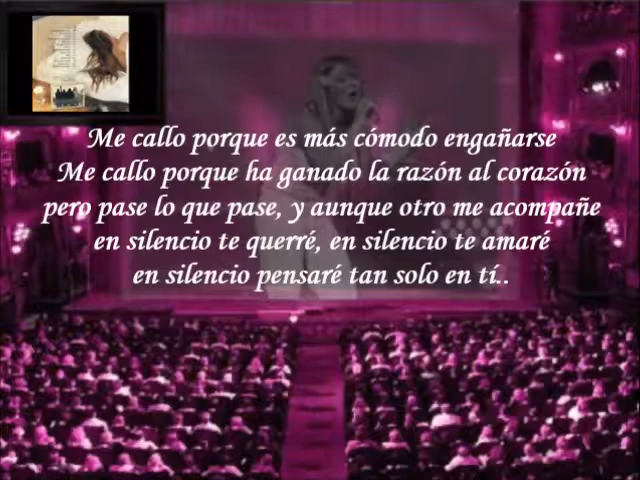 Me callo porque es más cómodo engañarse
Me callo porque ha ganado la razón al corazón
pero pase lo que pase, y aunque otro me acompañe
en silencio te querré, en silencio te amaré
en silencio pensaré tan solo en tí..